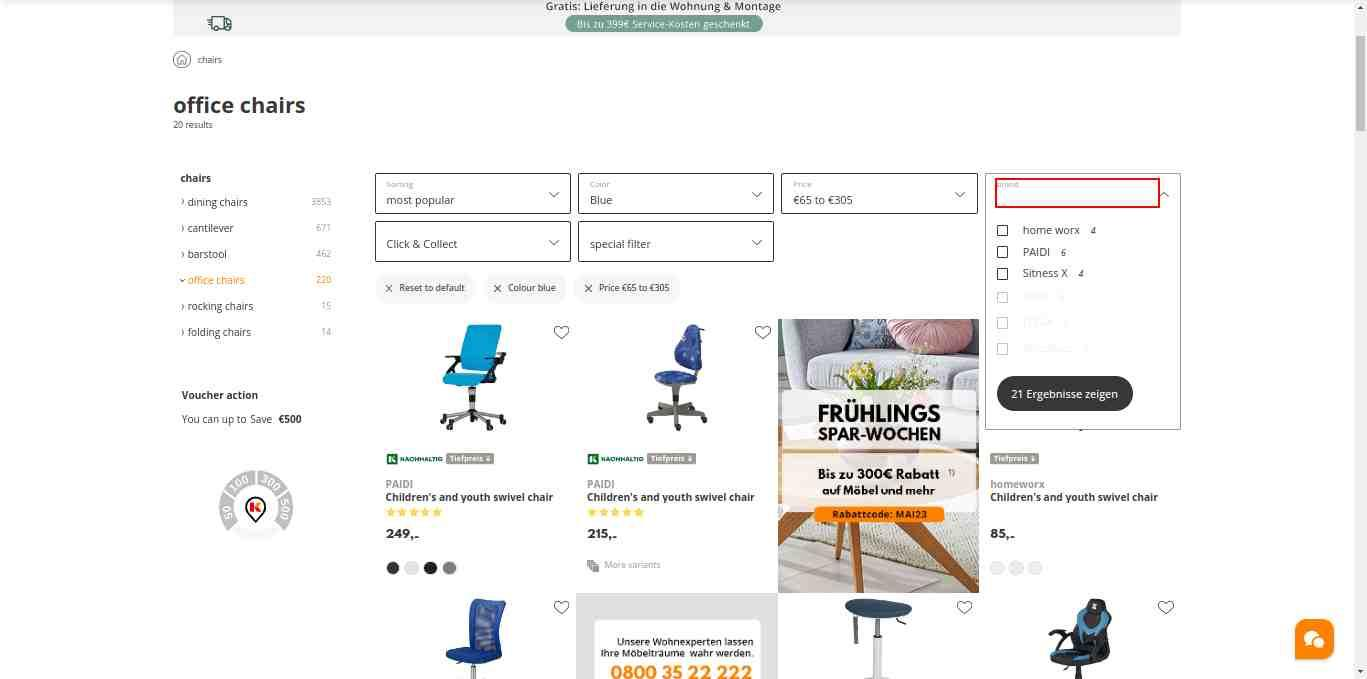 Gratis: Lieferung in die Wohnung & Montage
Bis zu 399€ Service-Kosten geschenkt
chairs
office chairs
20 results
chairs
dining chairs 3853
cantilever 671
barstool 462
office chairs 220
rocking chairs 15
folding chairs 14
Voucher action
You can up to Save €500
50 100 300 500
K
Sorting
most popular
Color
Blue
Price
€65 to €305
Brand
Click & Collect
special filter
Reset to default
Colour blue
Price €65 to €305
home worx 4
PAIDI 6
Sitness X 4
21 Ergebnisse zeigen
NACHHALTIG Tiefpreis
PAIDI
Children's and youth swivel chair
249,-
NACHHALTIG Tiefpreis
PAIDI
Children's and youth swivel chair
215,-
More variants
FRÜHLINGS
SPAR-WOCHEN
Bis zu 300€ Rabatt 1)
auf Möbel und mehr
Rabattcode: MAI23
Tiefpreis
homeworx
Children's and youth swivel chair
85,-
Unsere Wohnexperten lassen
Ihre Möbelträume wahr werden.
0800 35 22 222